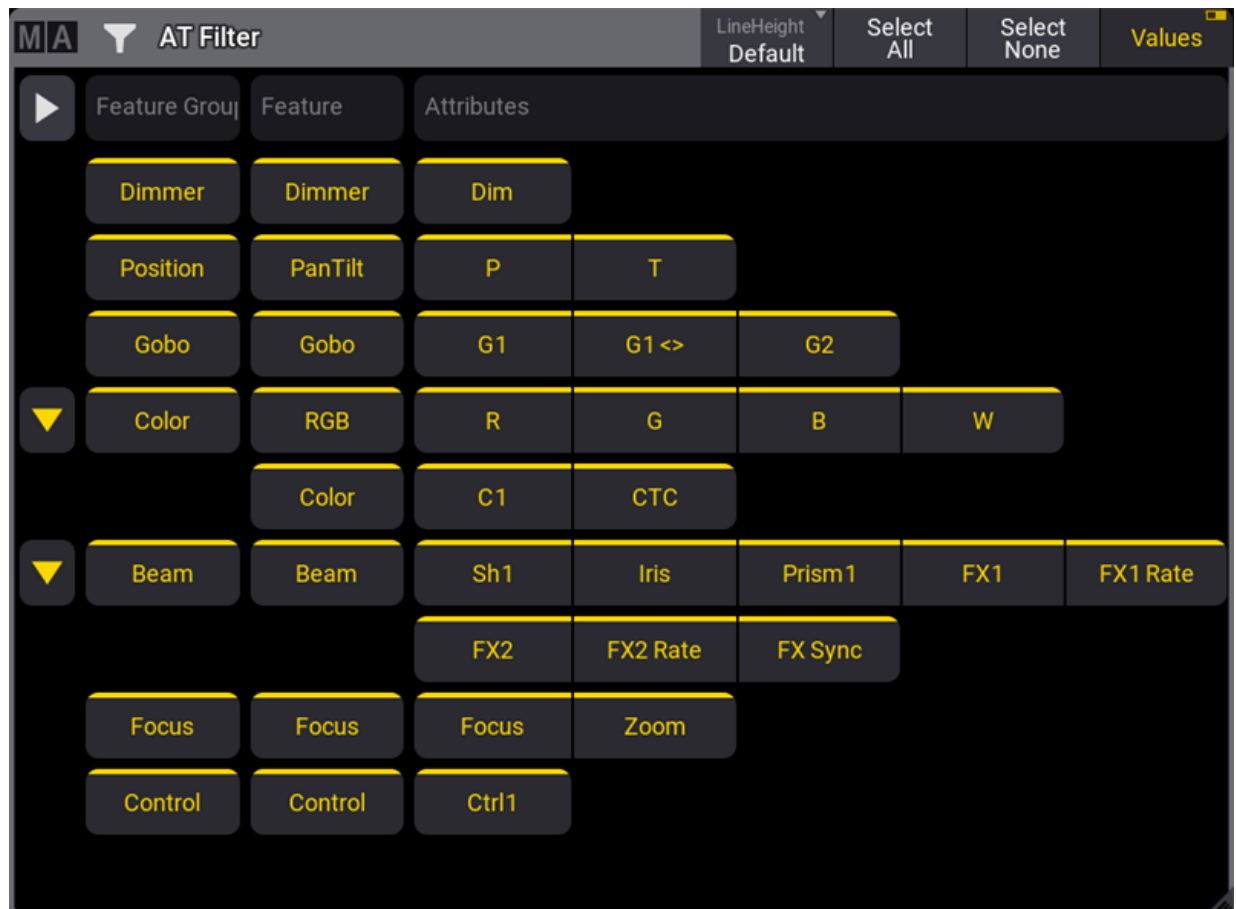 MA AT Filter LineHeight Default Select All Select None Values
Feature Grou Feature Attributes
Dimmer Dimmer Dim
Position PanTilt P T
Gobo Gobo G1 G1 <> G2
Color RGB R G B W
Color C1 CTC
Beam Beam Sh1 Iris Prism1 FX1 FX1 Rate
FX2 FX2 Rate FX Sync
Focus Focus Focus Zoom
Control Control Ctrl1